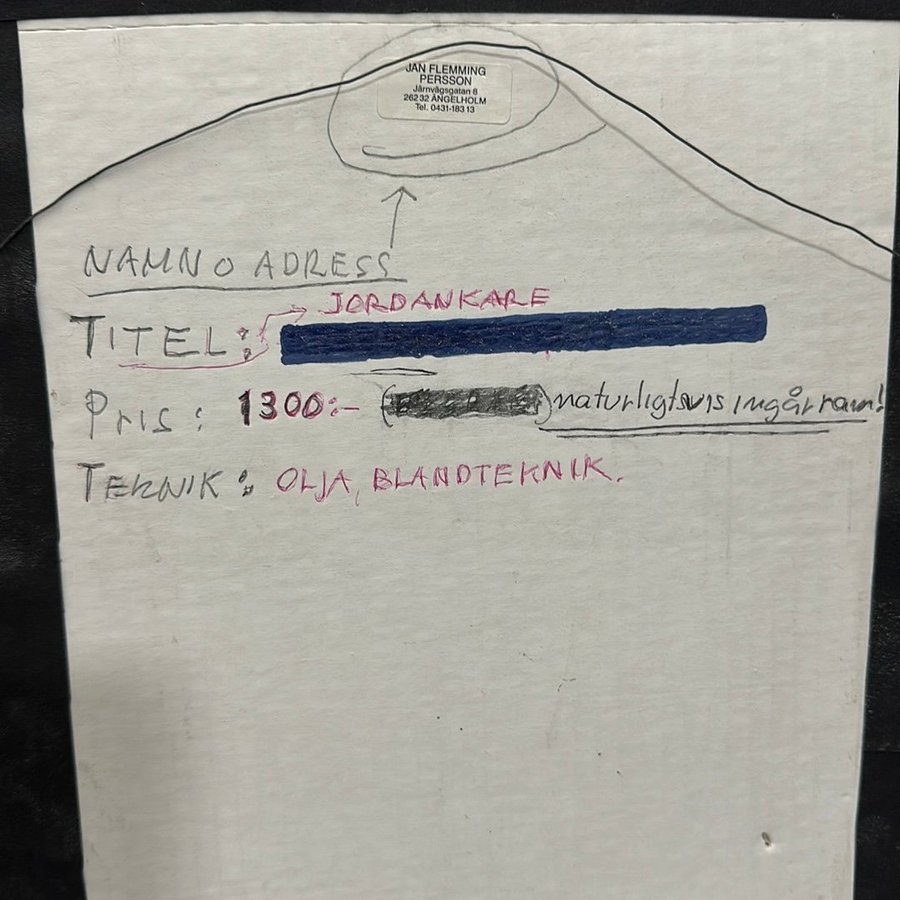 JAN FLEMMING
PERSSON
Järnvägsgatan 8
262 32 ÄNGELHOLM
Tel. 0431-183 13
NAMN O ADRESS
JORDANKARE
TITEL:
Pris: 1300:- ( ) naturligtsvis ingår ram!
TEKNIK: OLJA, BLANDTEKNIK.